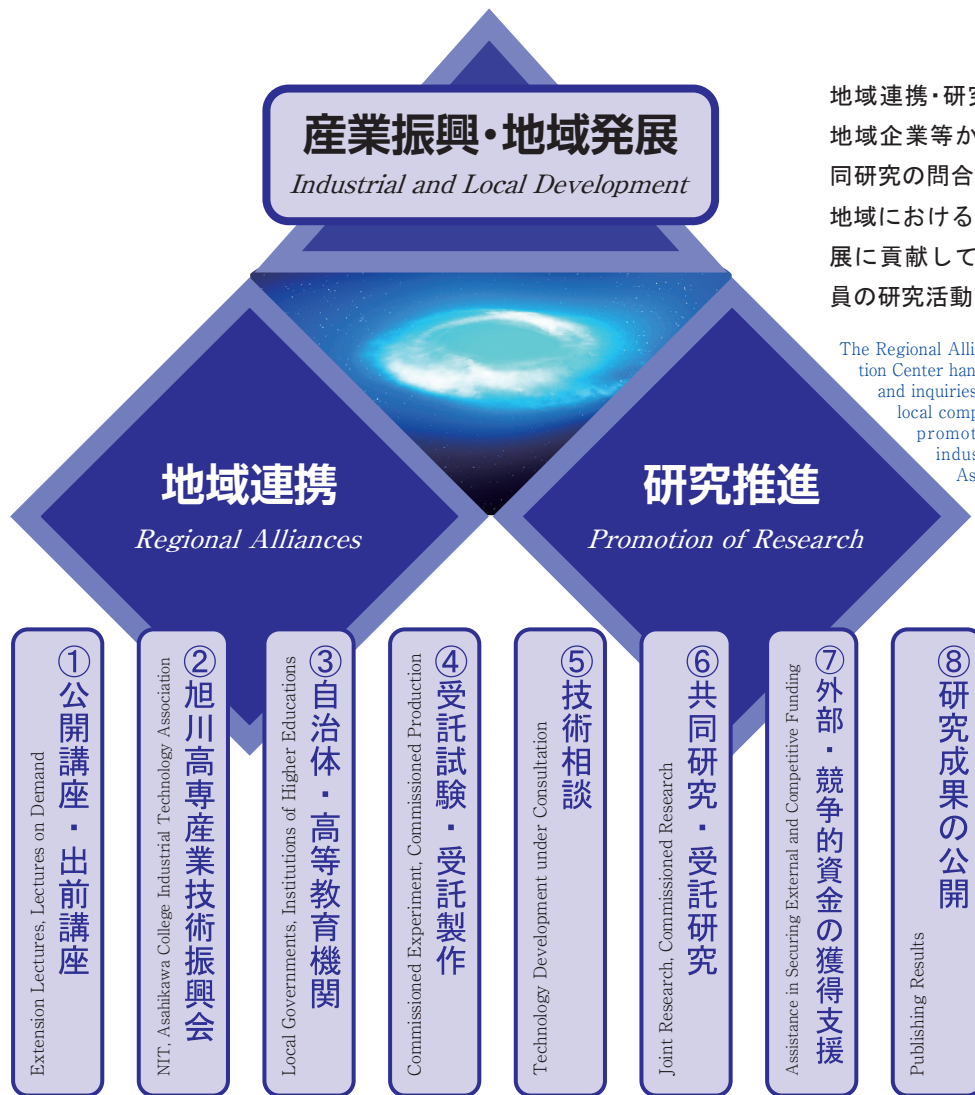 産業振興・地域発展
Industrial and Local Development
地域連携・研究
地域企業等か
同研究の問合
地域における
展に貢献して
員の研究活動
The Regional Alli
tion Center han
and inquiries
local comp
promot
indus
As
地域連携
Regional Alliances
研究推進
Promotion of Research
①公開講座・出前講座
Extension Lectures, Lectures on Demand
②旭川高専産業技術振興会
NIT, Asahikawa College Industrial Technology Association
③自治体・高等教育機関
Local Governments, Institutions of Higher Educations
④受託試験・受託製作
Commissioned Experiment, Commissioned Production
⑤技術相談
Technology Development under Consultation
⑥共同研究・受託研究
Joint Research, Commissioned Research
⑦外部・競争的資金の獲得支援
Assistance in Securing External and Competitive Funding
⑧研究成果の公開
Publishing Results